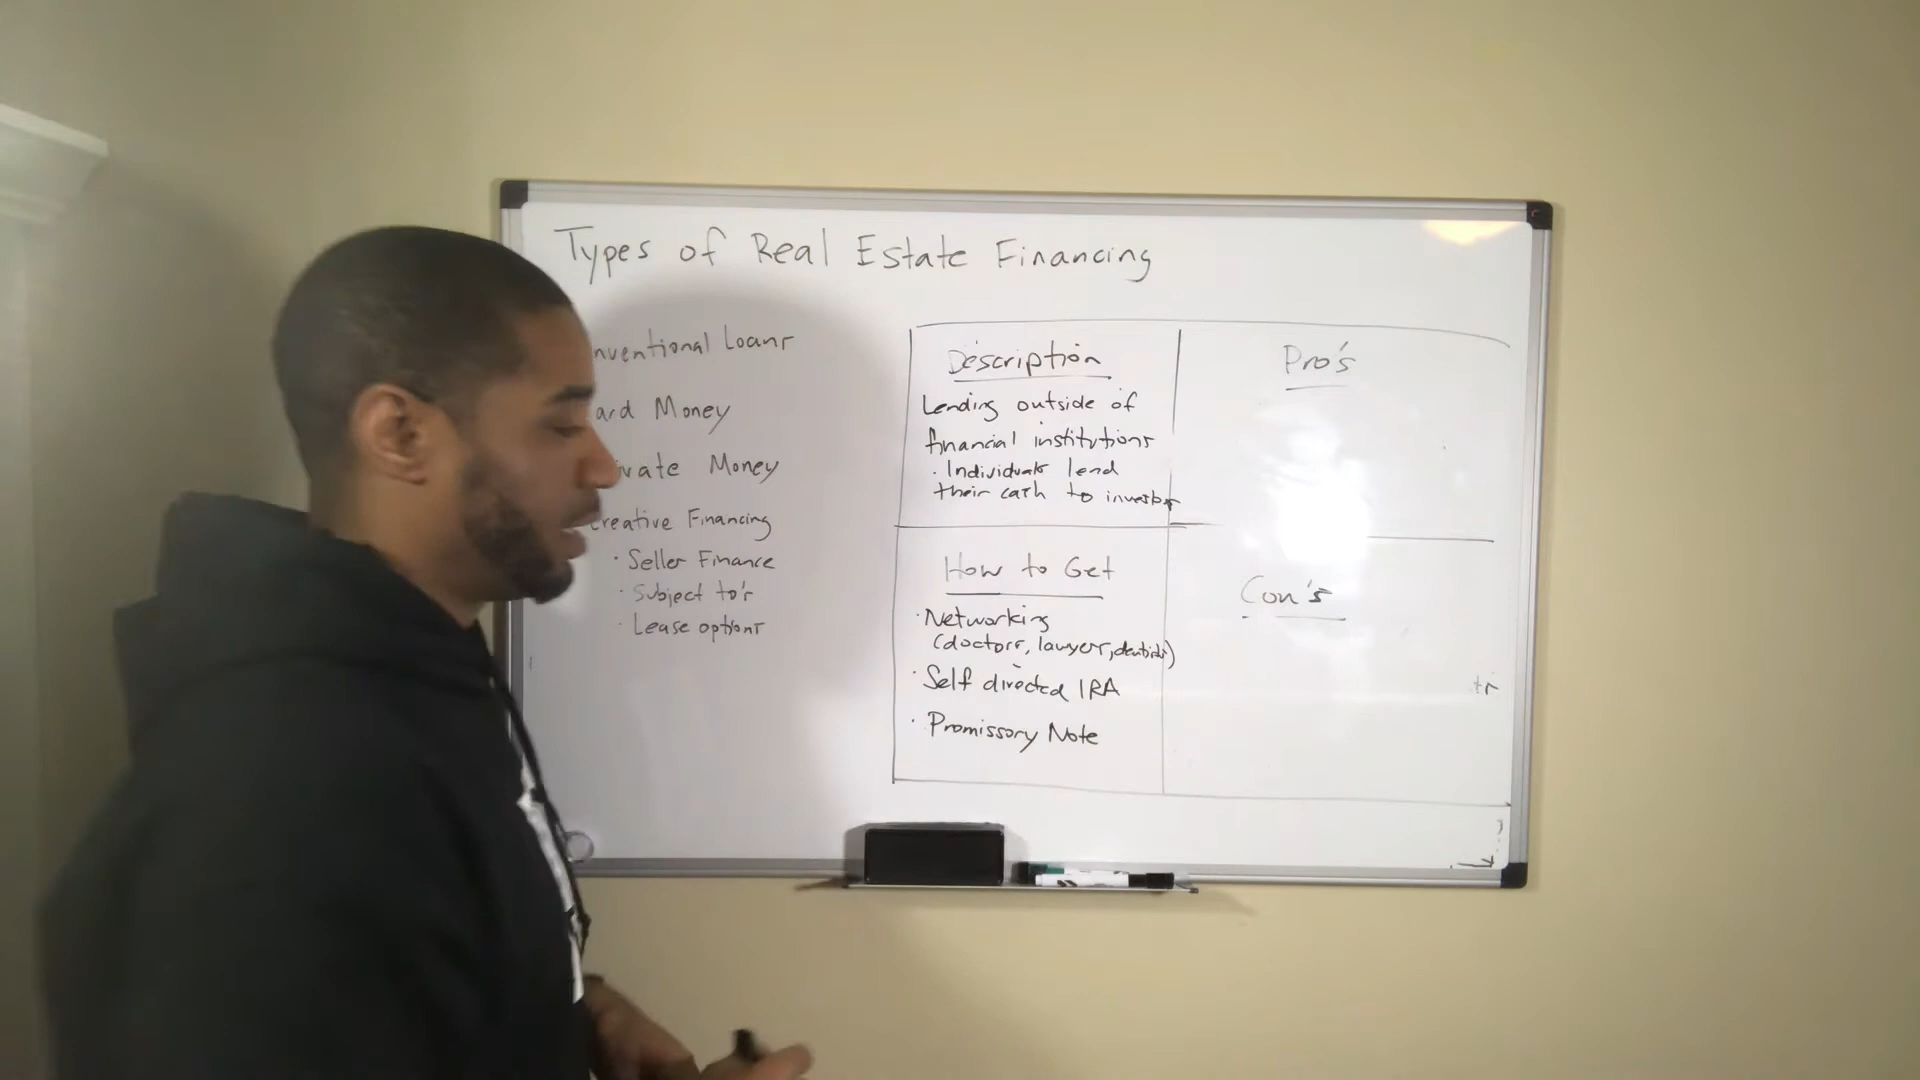 Types of Real Estate Financing
nventional Loans
ard Money
ivate Money
Creative Financing
· Seller Finance
· Subject to's
· Lease options
Description
Lending outside of
financial institutions
· Individuals lend
their cash to investor
How to Get
· Networking
(doctors, lawyers, dentists)
· Self directed IRA
· Promissory Note
Pro's
Con's